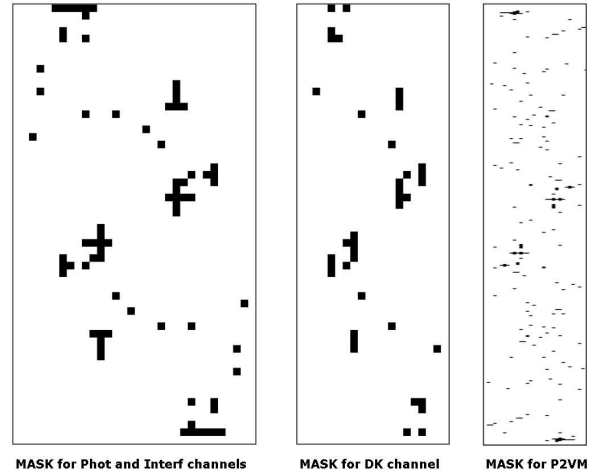 MASK for Phot and Interf channels
MASK for DK channel
MASK for P2VM